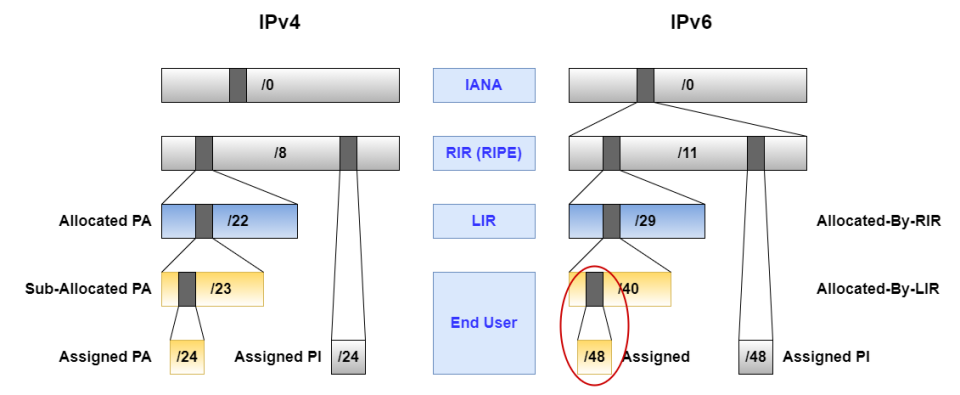 IPv4 IPv6
/0 IANA /0
/8 RIR (RIPE) /11
Allocated PA /22 LIR /29 Allocated-By-RIR
Sub-Allocated PA /23 /40 Allocated-By-LIR
End User
Assigned PA /24 Assigned PI /24 /48 Assigned /48 Assigned PI